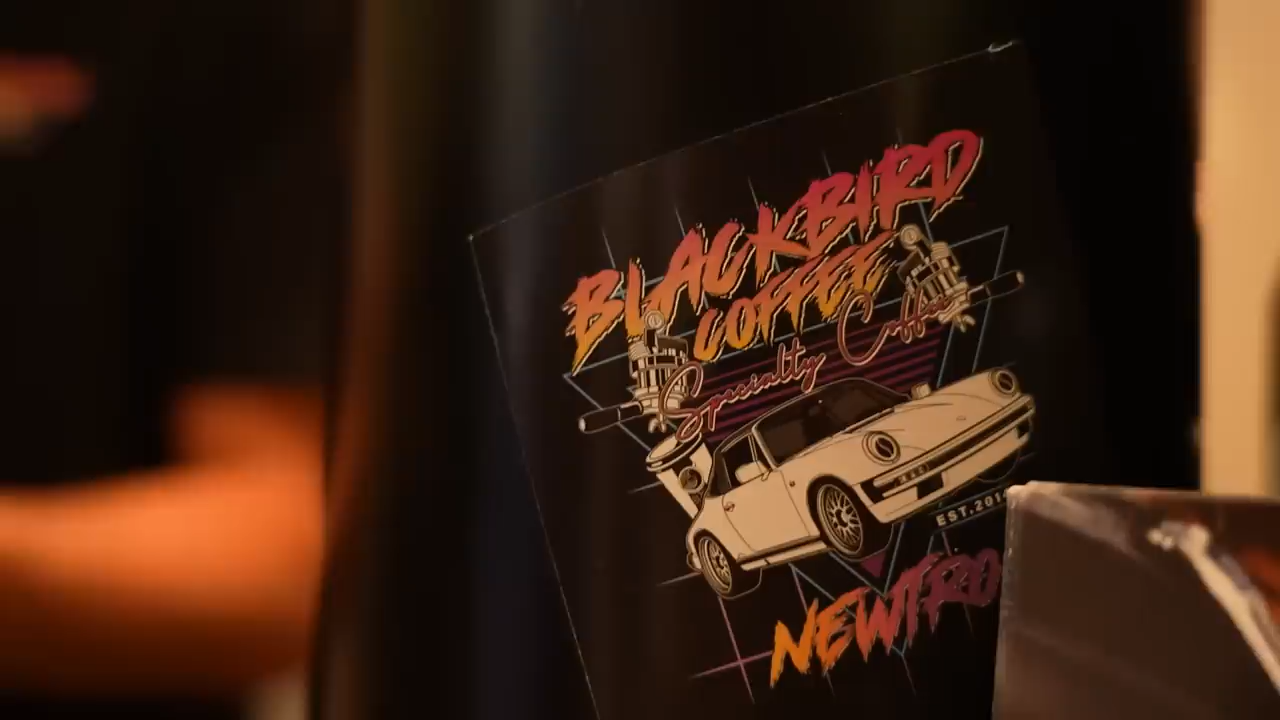 BLACKBIRD
COFFEE
Specialty Coffee
EST.2014
NEWTRO